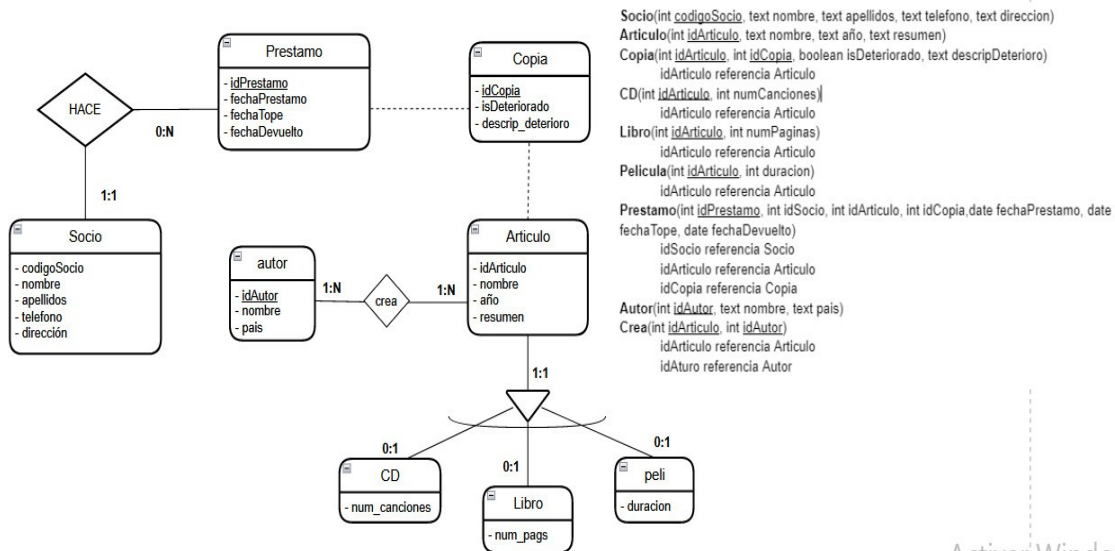 Prestamo
- idPrestamo
- fechaPrestamo
- fechaTope
- fechaDevuelto
Copia
- idCopia
- isDeteriorado
- descrip_deterioro
HACE
0:N
1:1
Socio
- codigoSocio
- nombre
- apellidos
- telefono
- dirección
autor
- idAutor
- nombre
- pais
1:N
crea
1:N
Articulo
- idArticulo
- nombre
- año
- resumen
1:1
0:1
0:1
0:1
CD
- num_canciones
Libro
- num_pags
peli
- duracion
Socio(int codigoSocio, text nombre, text apellidos, text telefono, text direccion)
Articulo(int idArticulo, text nombre, text año, text resumen)
Copia(int idArticulo, int idCopia, boolean isDeteriorado, text descripDeterioro)
idArticulo referencia Articulo
CD(int idArticulo, int numCanciones)
idArticulo referencia Articulo
Libro(int idArticulo, int numPaginas)
idArticulo referencia Articulo
Pelicula(int idArticulo, int duracion)
idArticulo referencia Articulo
Prestamo(int idPrestamo, int idSocio, int idArticulo, int idCopia,date fechaPrestamo, date
fechaTope, date fechaDevuelto)
idSocio referencia Socio
idArticulo referencia Articulo
idCopia referencia Copia
Autor(int idAutor, text nombre, text pais)
Crea(int idArticulo, int idAutor)
idArticulo referencia Articulo
idAturo referencia Autor